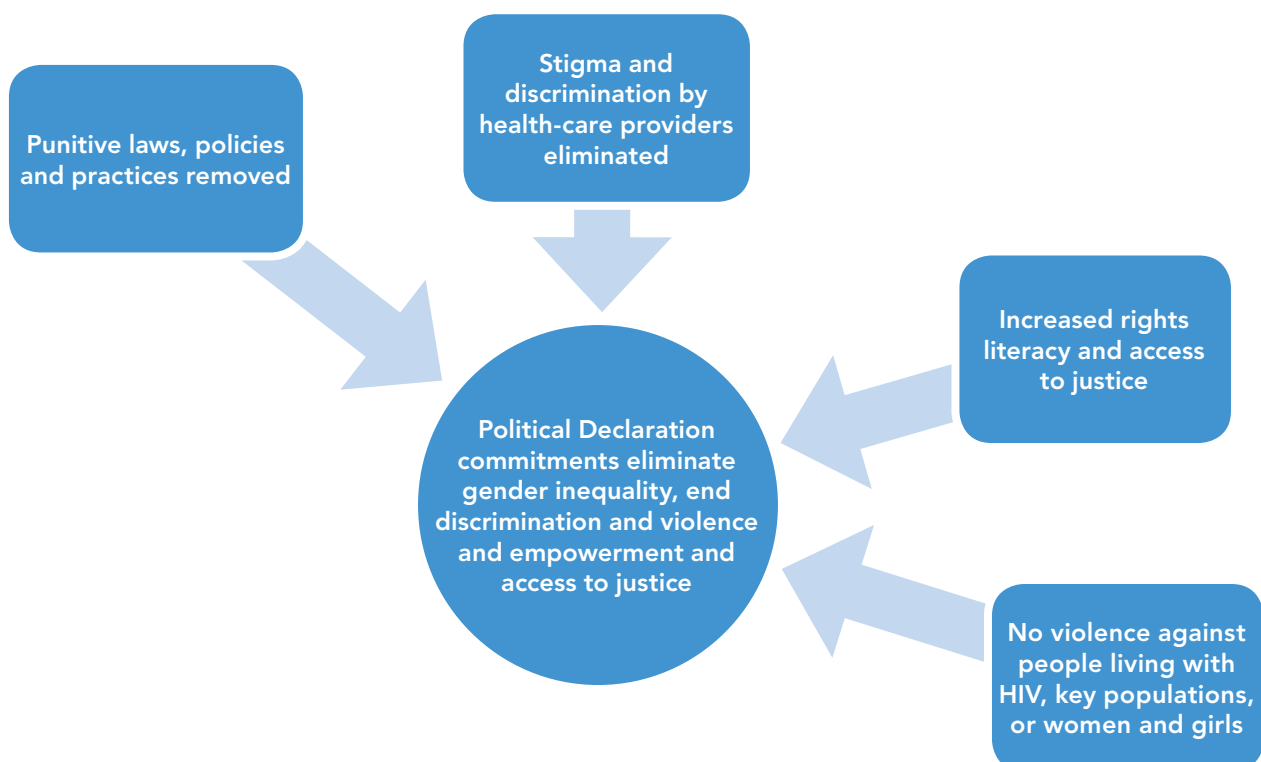 Stigma and
discrimination by
health-care providers
eliminated
Punitive laws, policies
and practices removed
Increased rights
literacy and access
to justice
Political Declaration
commitments eliminate
gender inequality, end
discrimination and violence
and empowerment and
access to justice
No violence against
people living with
HIV, key populations,
or women and girls